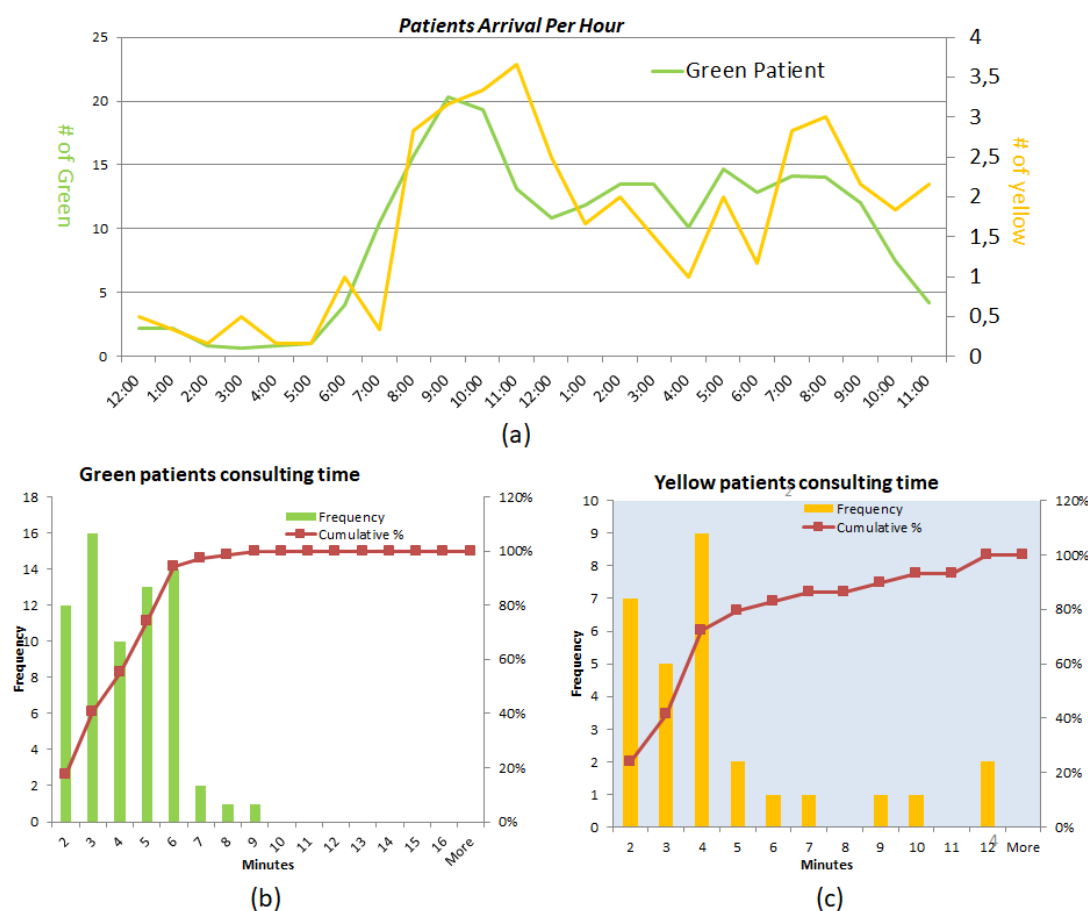 Patients Arrival Per Hour
Green Patient
# of Green
25
20
15
10
5
0
4
3,5
3
2,5
2
1,5
1
0,5
0
# of yellow
12:00 1:00 2:00 3:00 4:00 5:00 6:00 7:00 8:00 9:00 10:00 11:00 12:00 1:00 2:00 3:00 4:00 5:00 6:00 7:00 8:00 9:00 10:00 11:00
(a)
Green patients consulting time
Frequency
Cumulative %
Frequency
18
16
14
12
10
8
6
4
2
0
120%
100%
80%
60%
40%
20%
0%
2 3 4 5 6 7 8 9 10 11 12 13 14 15 16 More
Minutes
(b)
Yellow patients consulting time
2
Frequency
Cumulative %
Frequency
10
9
8
7
6
5
4
3
2
1
0
120%
100%
80%
60%
40%
20%
0%
2 3 4 5 6 7 8 9 10 11 12 More
4
Minutes
(c)